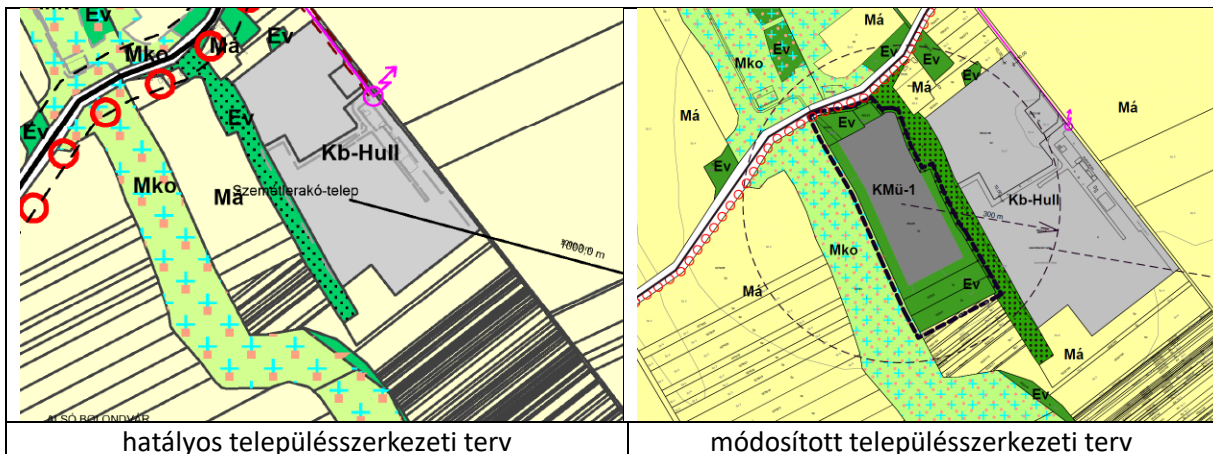 Ev
Mko
Má
Ev
Ev
Ev
Kb-Hull
Mko
Má
Szemétlerakó-telep
1000,0 m
ALSÓ BOLONDVÁR
hatályos településszerkezeti terv
Má
Ev
Ev
Mko
Ev
Má
Má
Má
Ev
Ev
KMü-1
Kb-Hull
300 m
Mko
Má
Ev
Má
Ev
módosított településszerkezeti terv